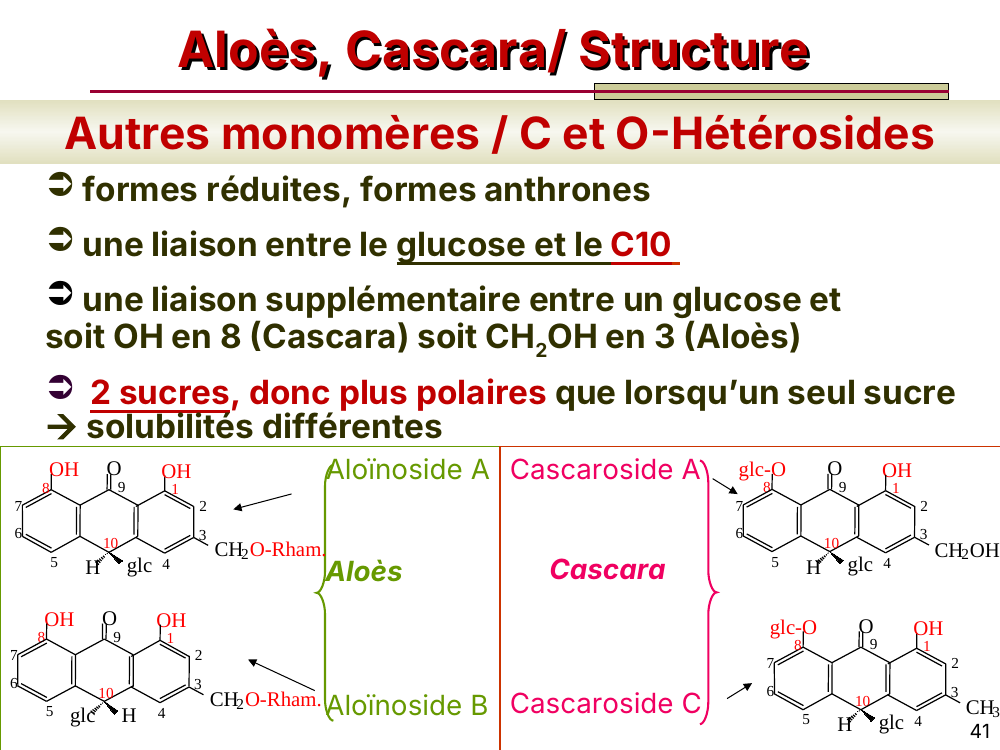 Aloès, Cascara/ Structure
Autres monomères / C et O-Hétérosides
➲ formes réduites, formes anthrones
➲ une liaison entre le glucose et le C10
➲ une liaison supplémentaire entre un glucose et
soit OH en 8 (Cascara) soit CH2OH en 3 (Aloès)
➲ 2 sucres, donc plus polaires que lorsqu’un seul sucre
→ solubilités différentes
OH O OH
8 9 1
7 2
6 3
10
5 H glc 4
CH2O-Rham.
Aloïnoside A
Aloès
OH O OH
8 9 1
7 2
6 3
10
5 glc H 4
CH2O-Rham.
Aloïnoside B
Cascaroside A
Cascara
glc-O O OH
8 9 1
7 2
6 3
10
5 H glc 4
CH2OH
Cascaroside C
glc-O O OH
8 9 1
7 2
6 3
10
5 H glc 4
CH3
41